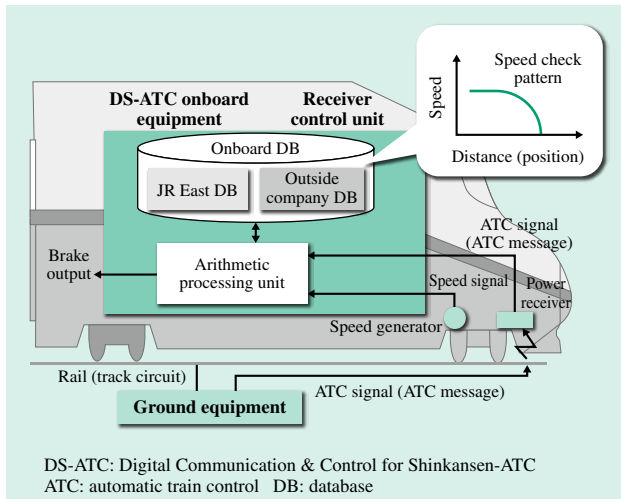 Speed check
pattern
Speed
Distance (position)
DS-ATC onboard
equipment
Receiver
control unit
Onboard DB
JR East DB
Outside
company DB
ATC signal
(ATC message)
Brake
output
Arithmetic
processing unit
Speed signal
Power
receiver
Speed generator
Rail (track circuit)
ATC signal (ATC message)
Ground equipment
DS-ATC: Digital Communication & Control for Shinkansen-ATC
ATC: automatic train control DB: database